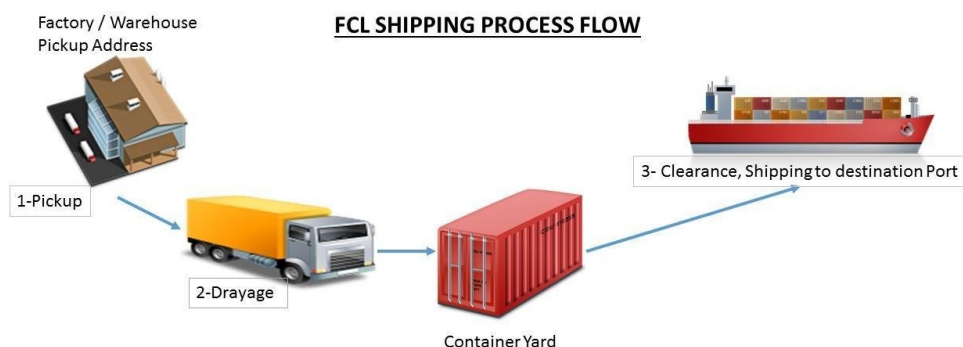 Factory / Warehouse
Pickup Address
FCL SHIPPING PROCESS FLOW
1-Pickup
2-Drayage
Container Yard
3- Clearance, Shipping to destination Port